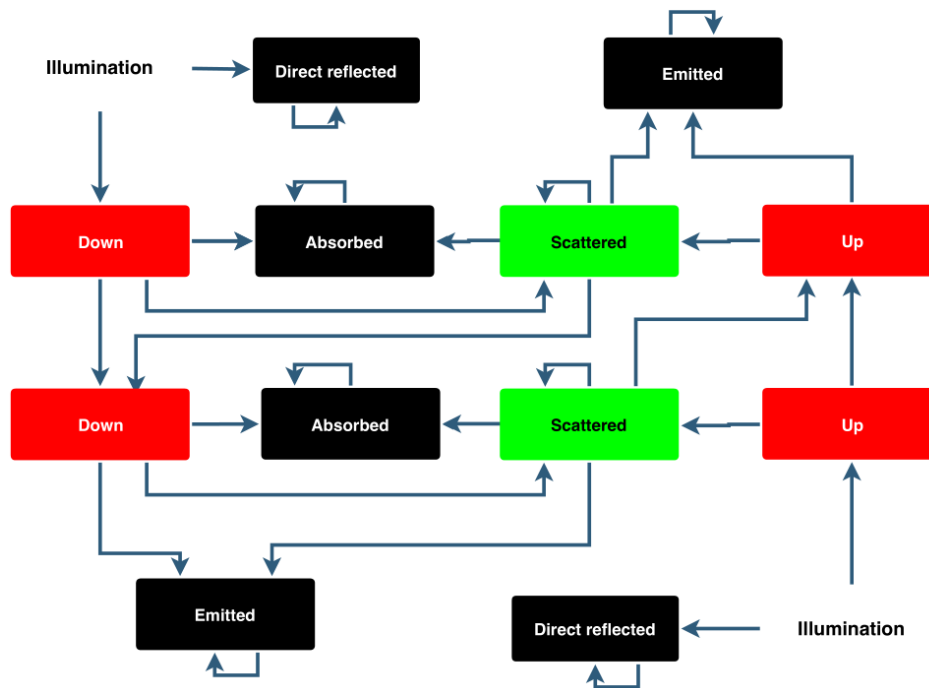 Illumination
Direct reflected
Emitted
Down
Absorbed
Scattered
Up
Down
Absorbed
Scattered
Up
Emitted
Direct reflected
Illumination